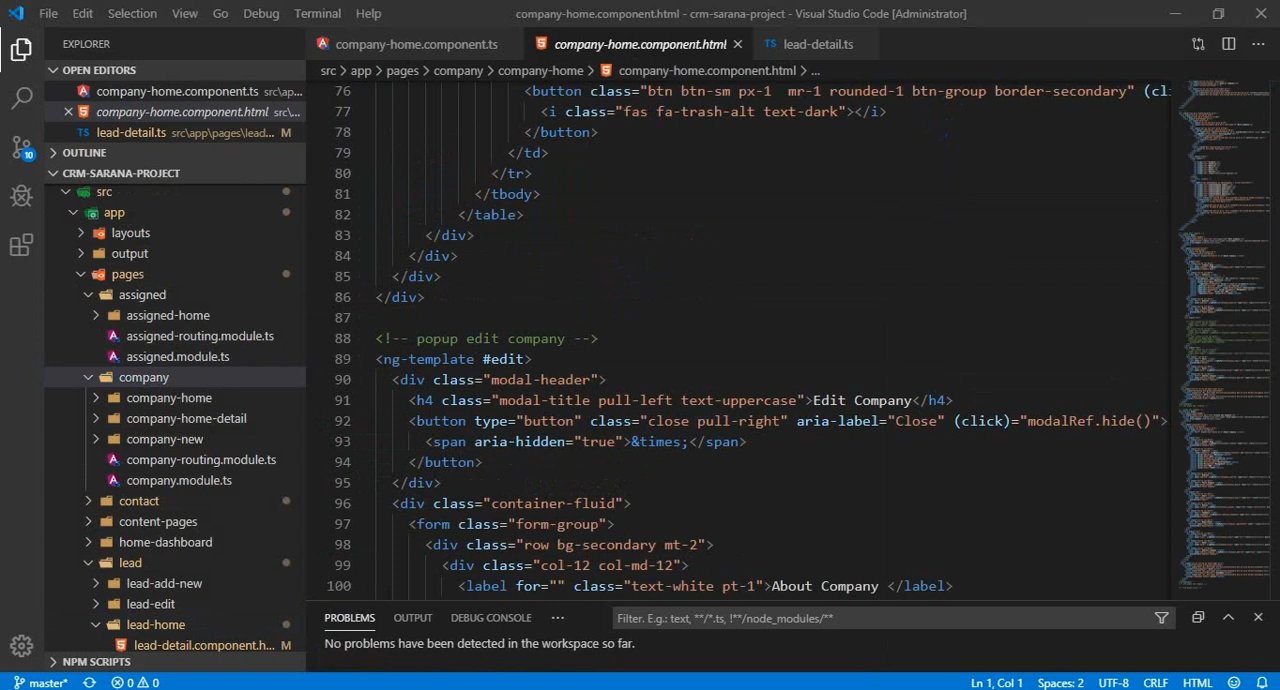 File Edit Selection View Go Debug Terminal Help company-home.component.html - crm-sarana-project - Visual Studio Code [Administrator]
EXPLORER
OPEN EDITORS
company-home.component.ts src\ap...
company-home.component.html src\...
lead-detail.ts src\app\pages\lead... M
OUTLINE
CRM-SARANA-PROJECT
src
app
layouts
output
pages
assigned
assigned-home
assigned-routing.module.ts
assigned.module.ts
company
company-home
company-home-detail
company-new
company-routing.module.ts
company.module.ts
contact
content-pages
home-dashboard
lead
lead-add-new
lead-edit
lead-home
lead-detail.component.h... M
NPM SCRIPTS
company-home.component.ts company-home.component.html lead-detail.ts
src > app > pages > company > company-home > company-home.component.html > ...
76 <button class="btn btn-sm px-1  mr-1 rounded-1 btn-group border-secondary" (cli
77 <i class="fas fa-trash-alt text-dark"></i>
78 </button>
79 </td>
80 </tr>
81 </tbody>
82 </table>
83 </div>
84 </div>
85 </div>
86 </div>
87
88 <!-- popup edit company -->
89 <ng-template #edit>
90 <div class="modal-header">
91 <h4 class="modal-title pull-left text-uppercase">Edit Company</h4>
92 <button type="button" class="close pull-right" aria-label="Close" (click)="modalRef.hide()">
93 <span aria-hidden="true">&times;</span>
94 </button>
95 </div>
96 <div class="container-fluid">
97 <form class="form-group">
98 <div class="row bg-secondary mt-2">
99 <div class="col-12 col-md-12">
100 <label for="" class="text-white pt-1">About Company </label>
PROBLEMS OUTPUT DEBUG CONSOLE ... Filter. E.g.: text, **/*.ts, !**/node_modules/**
No problems have been detected in the workspace so far.
10
master* 0 0 Ln 1, Col 1 Spaces: 2 UTF-8 CRLF HTML